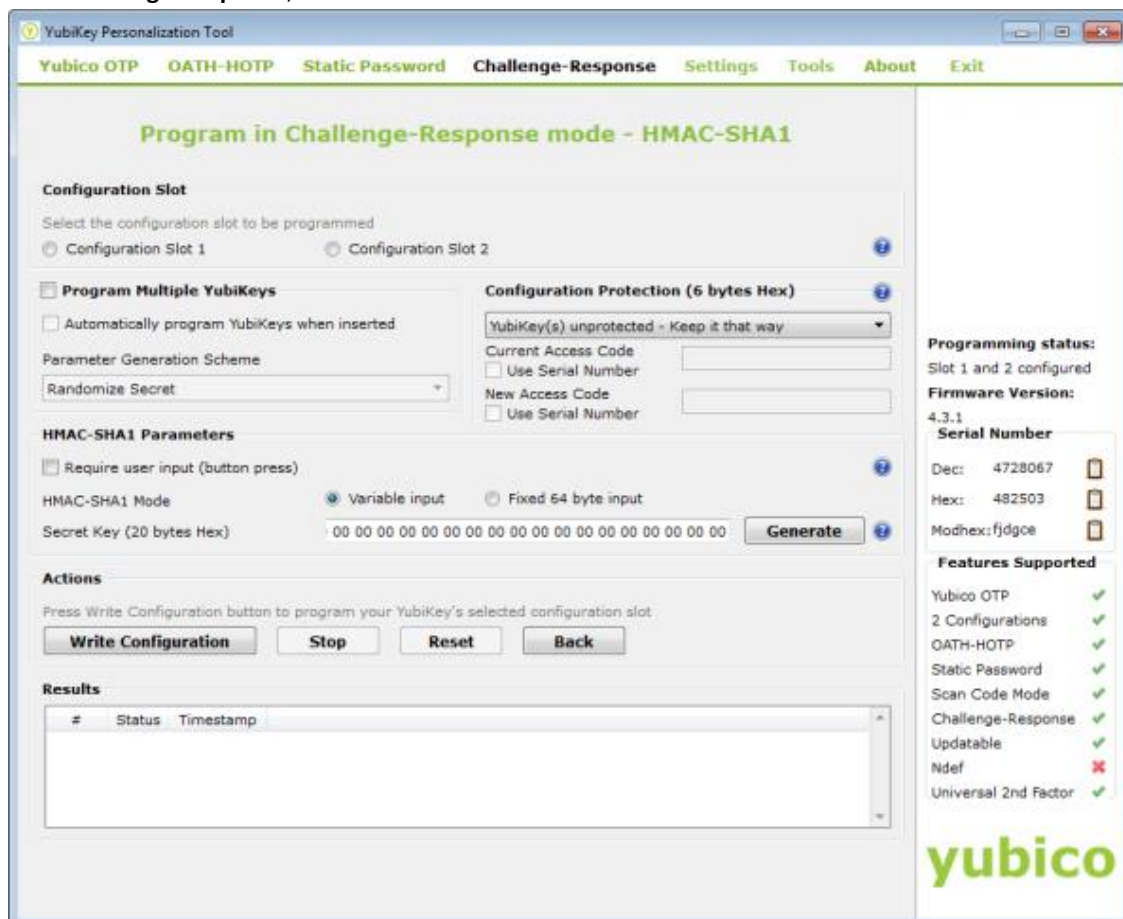 YubiKey Personalization Tool
Yubico OTP OATH-HOTP Static Password Challenge-Response Settings Tools About Exit
Program in Challenge-Response mode - HMAC-SHA1
Configuration Slot
Select the configuration slot to be programmed
Configuration Slot 1 Configuration Slot 2
Program Multiple YubiKeys
Automatically program YubiKeys when inserted
Parameter Generation Scheme
Randomize Secret
Configuration Protection (6 bytes Hex)
YubiKey(s) unprotected - Keep it that way
Current Access Code
Use Serial Number
New Access Code
Use Serial Number
HMAC-SHA1 Parameters
Require user input (button press)
HMAC-SHA1 Mode Variable input Fixed 64 byte input
Secret Key (20 bytes Hex) 00 00 00 00 00 00 00 00 00 00 00 00 00 00 00 00 00 00 Generate
Actions
Press Write Configuration button to program your YubiKey's selected configuration slot
Write Configuration Stop Reset Back
Results
# Status Timestamp
Programming status:
Slot 1 and 2 configured
Firmware Version:
4.3.1
Serial Number
Dec: 4728067
Hex: 482503
Modhex: fjdgce
Features Supported
Yubico OTP
2 Configurations
OATH-HOTP
Static Password
Scan Code Mode
Challenge-Response
Updatable
Ndef
Universal 2nd Factor
yubico